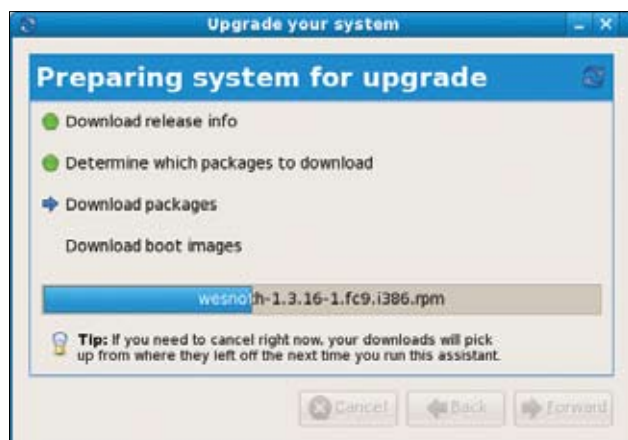 Upgrade your system
Preparing system for upgrade
Download release info
Determine which packages to download
Download packages
Download boot images
wesnoth-1.3.16-1.fc9.i386.rpm
Tip: If you need to cancel right now, your downloads will pick
up from where they left off the next time you run this assistant.
Cancel
Back
Forward